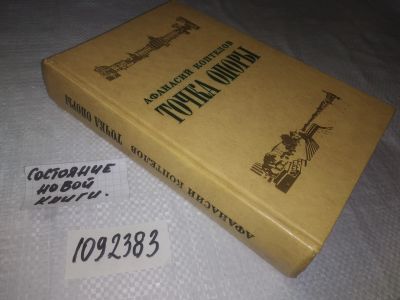 АФАНАСИЙ КОПТЕЛОВ
ТОЧКА ОПОРЫ
АФАНАСИЙ КОПТЕЛОВ ТОЧКА ОПОРЫ
СОСТОЯНИЕ
НОВОЙ
КНИГИ.
1092383